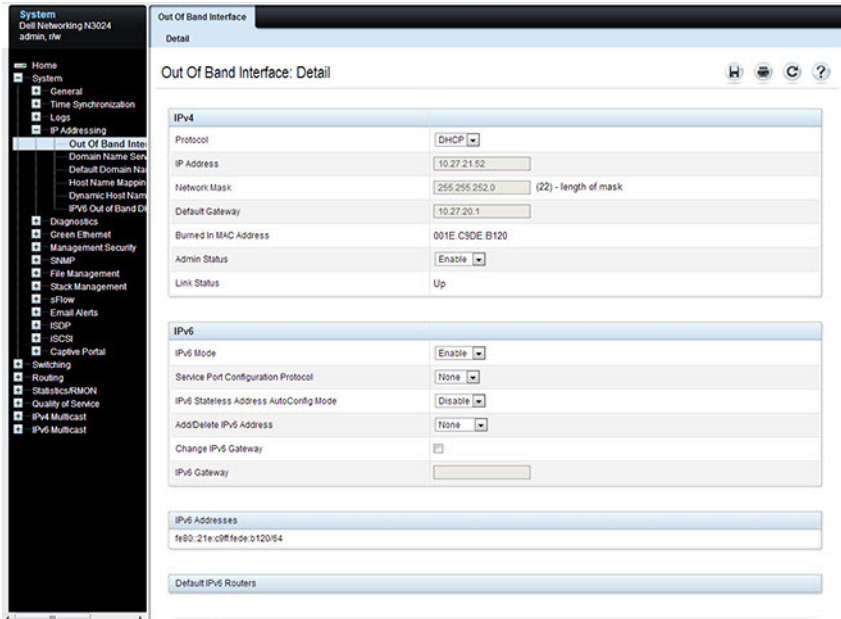 System
Dell Networking N3024
admin, r/w
Home
System
General
Time Synchronization
Logs
IP Addressing
Out Of Band Inte
Domain Name Serv
Default Domain Na
Host Name Mappin
Dynamic Host Nam
IPV6 Out of Band D
Diagnostics
Green Ethernet
Management Security
SNMP
File Management
Stack Management
sFlow
Email Alerts
ISDP
iSCSI
Captive Portal
Switching
Routing
Statistics/RMON
Quality of Service
IPv4 Multicast
IPv6 Multicast
Out Of Band Interface
Detail
Out Of Band Interface: Detail
IPv4
Protocol DHCP
IP Address 10.27.21.52
Network Mask 255.255.252.0 (22) - length of mask
Default Gateway 10.27.20.1
Burned In MAC Address 001E.C9DE.B120
Admin Status Enable
Link Status Up
IPv6
IPv6 Mode Enable
Service Port Configuration Protocol None
IPv6 Stateless Address AutoConfig Mode Disable
Add/Delete IPv6 Address None
Change IPv6 Gateway
IPv6 Gateway
IPv6 Addresses
fe80::21e:c9ff:fede:b120/64
Default IPv6 Routers